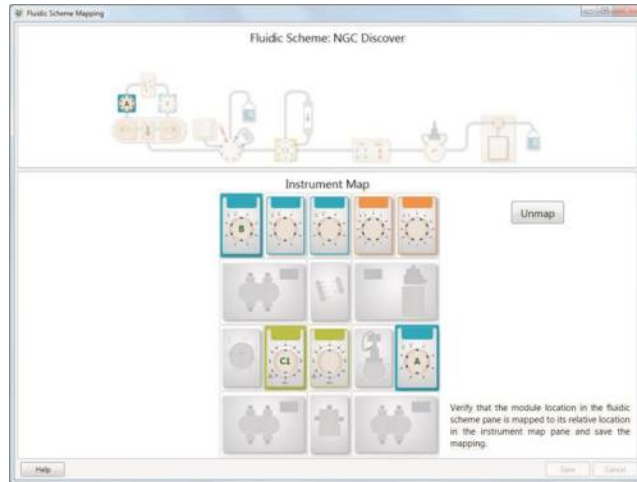 Fluidic Scheme Mapping
Fluidic Scheme: NGC Discover
A
Instrument Map
B
Unmap
C1
A
Verify that the module location in the fluidic
scheme pane is mapped to its relative location
in the instrument map pane and save the
mapping.
Help
Save
Cancel